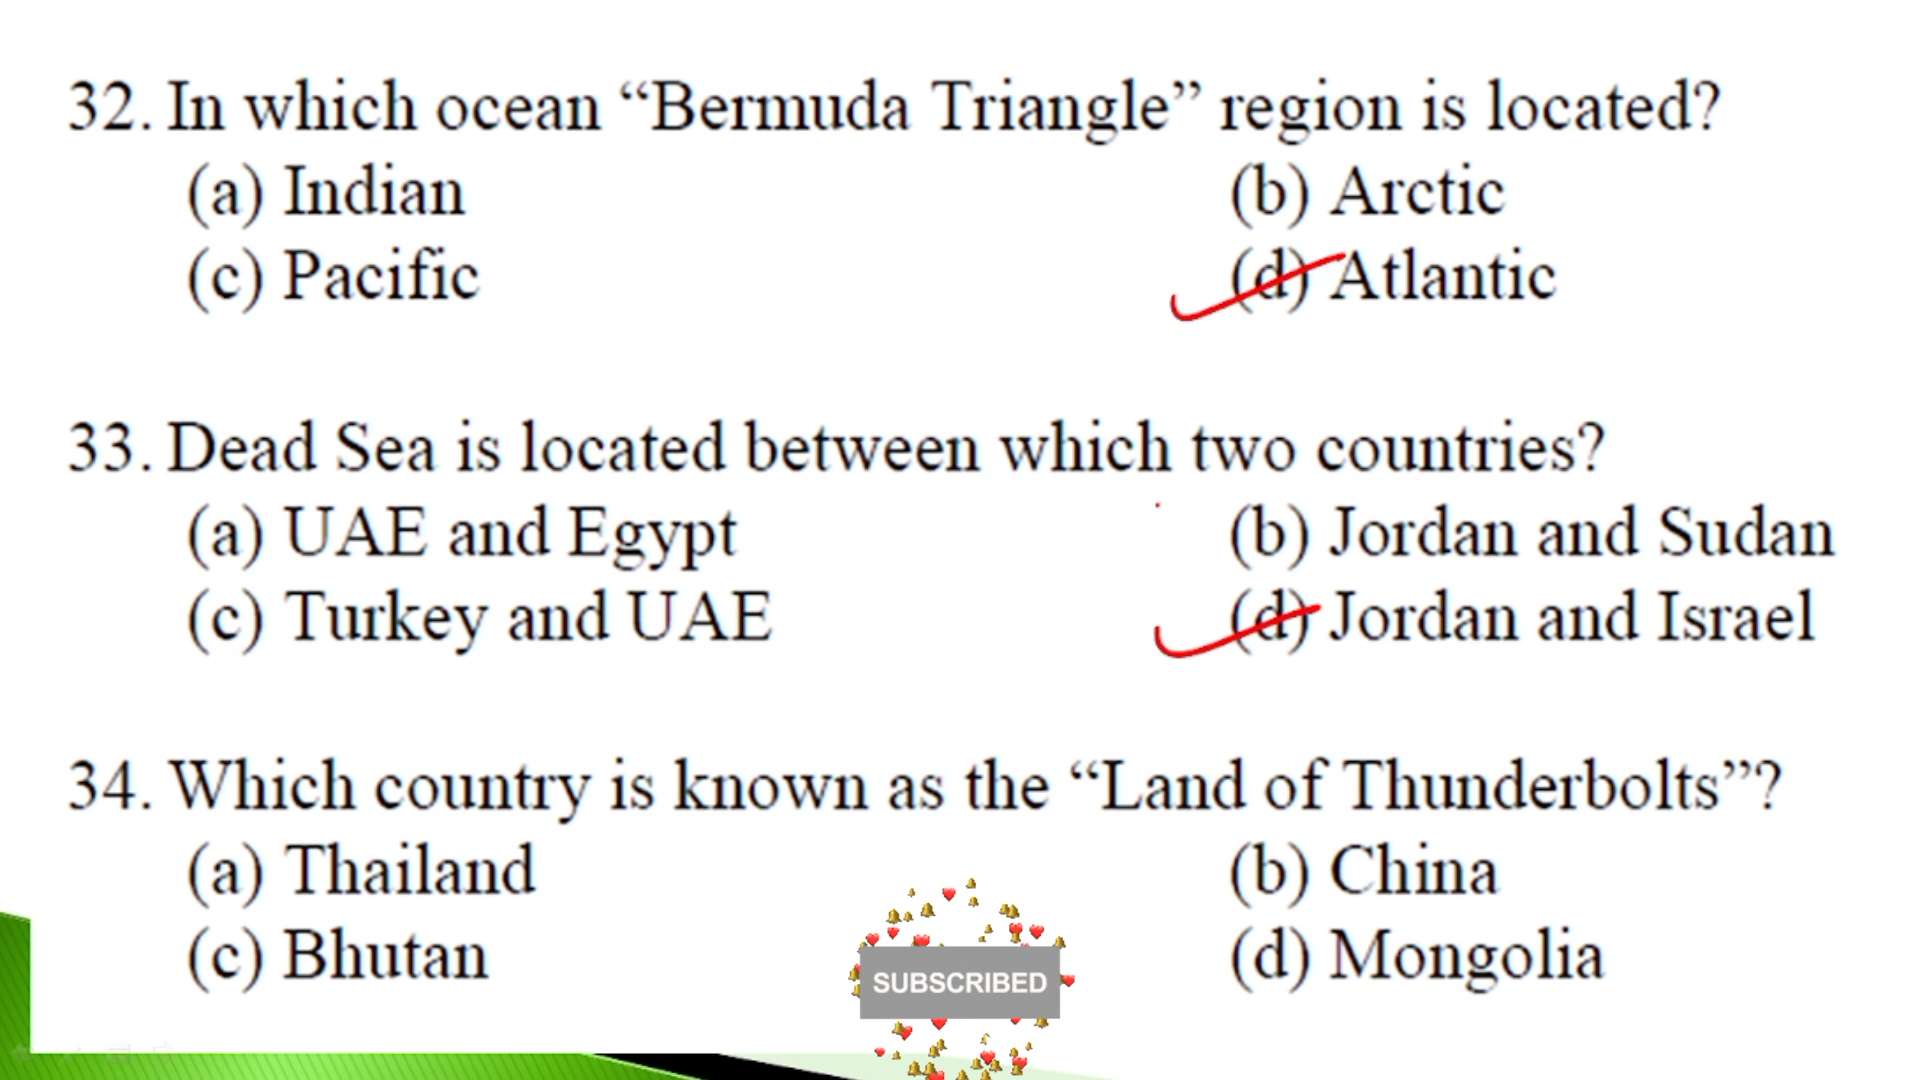 32. In which ocean “Bermuda Triangle” region is located?
(a) Indian (b) Arctic
(c) Pacific (d) Atlantic
33. Dead Sea is located between which two countries?
(a) UAE and Egypt (b) Jordan and Sudan
(c) Turkey and UAE (d) Jordan and Israel
34. Which country is known as the “Land of Thunderbolts”?
(a) Thailand (b) China
(c) Bhutan (d) Mongolia
SUBSCRIBED